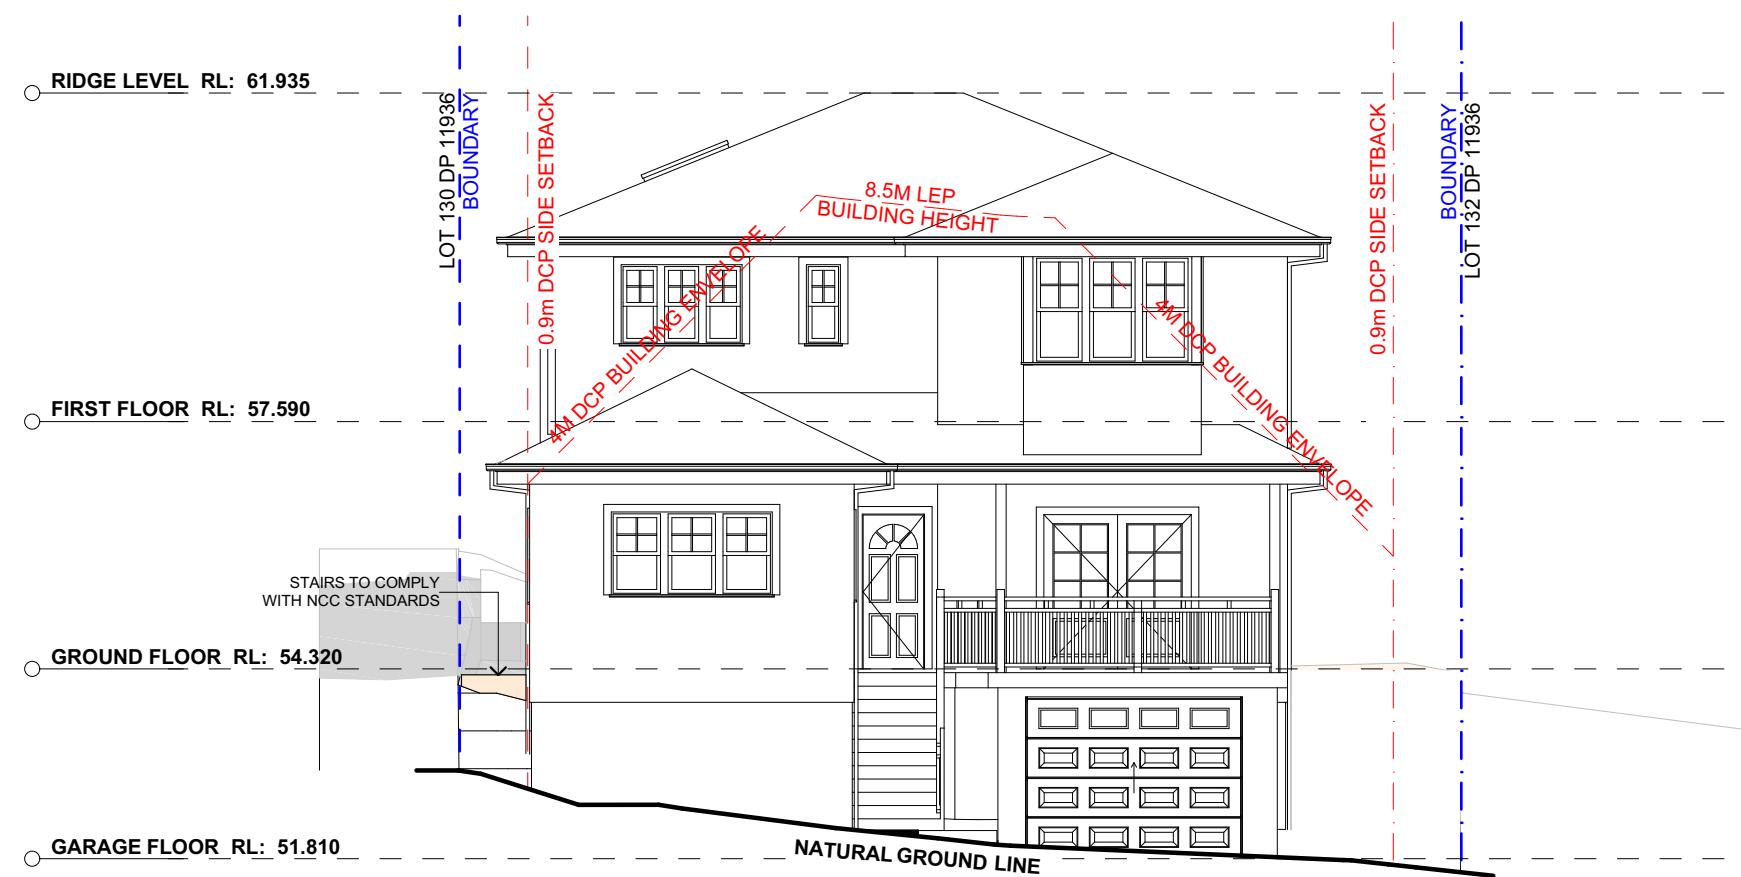 RIDGE LEVEL RL: 61.935
LOT 130 DP 11936
BOUNDARY
0.9m DCP SIDE SETBACK
8.5M LEP
BUILDING HEIGHT
4M DCP BUILDING ENVELOPE
4M DCP BUILDING ENVELOPE
0.9m DCP SIDE SETBACK
BOUNDARY
LOT 132 DP 11936
FIRST FLOOR RL: 57.590
STAIRS TO COMPLY
WITH NCC STANDARDS
GROUND FLOOR RL: 54.320
GARAGE FLOOR RL: 51.810
NATURAL GROUND LINE